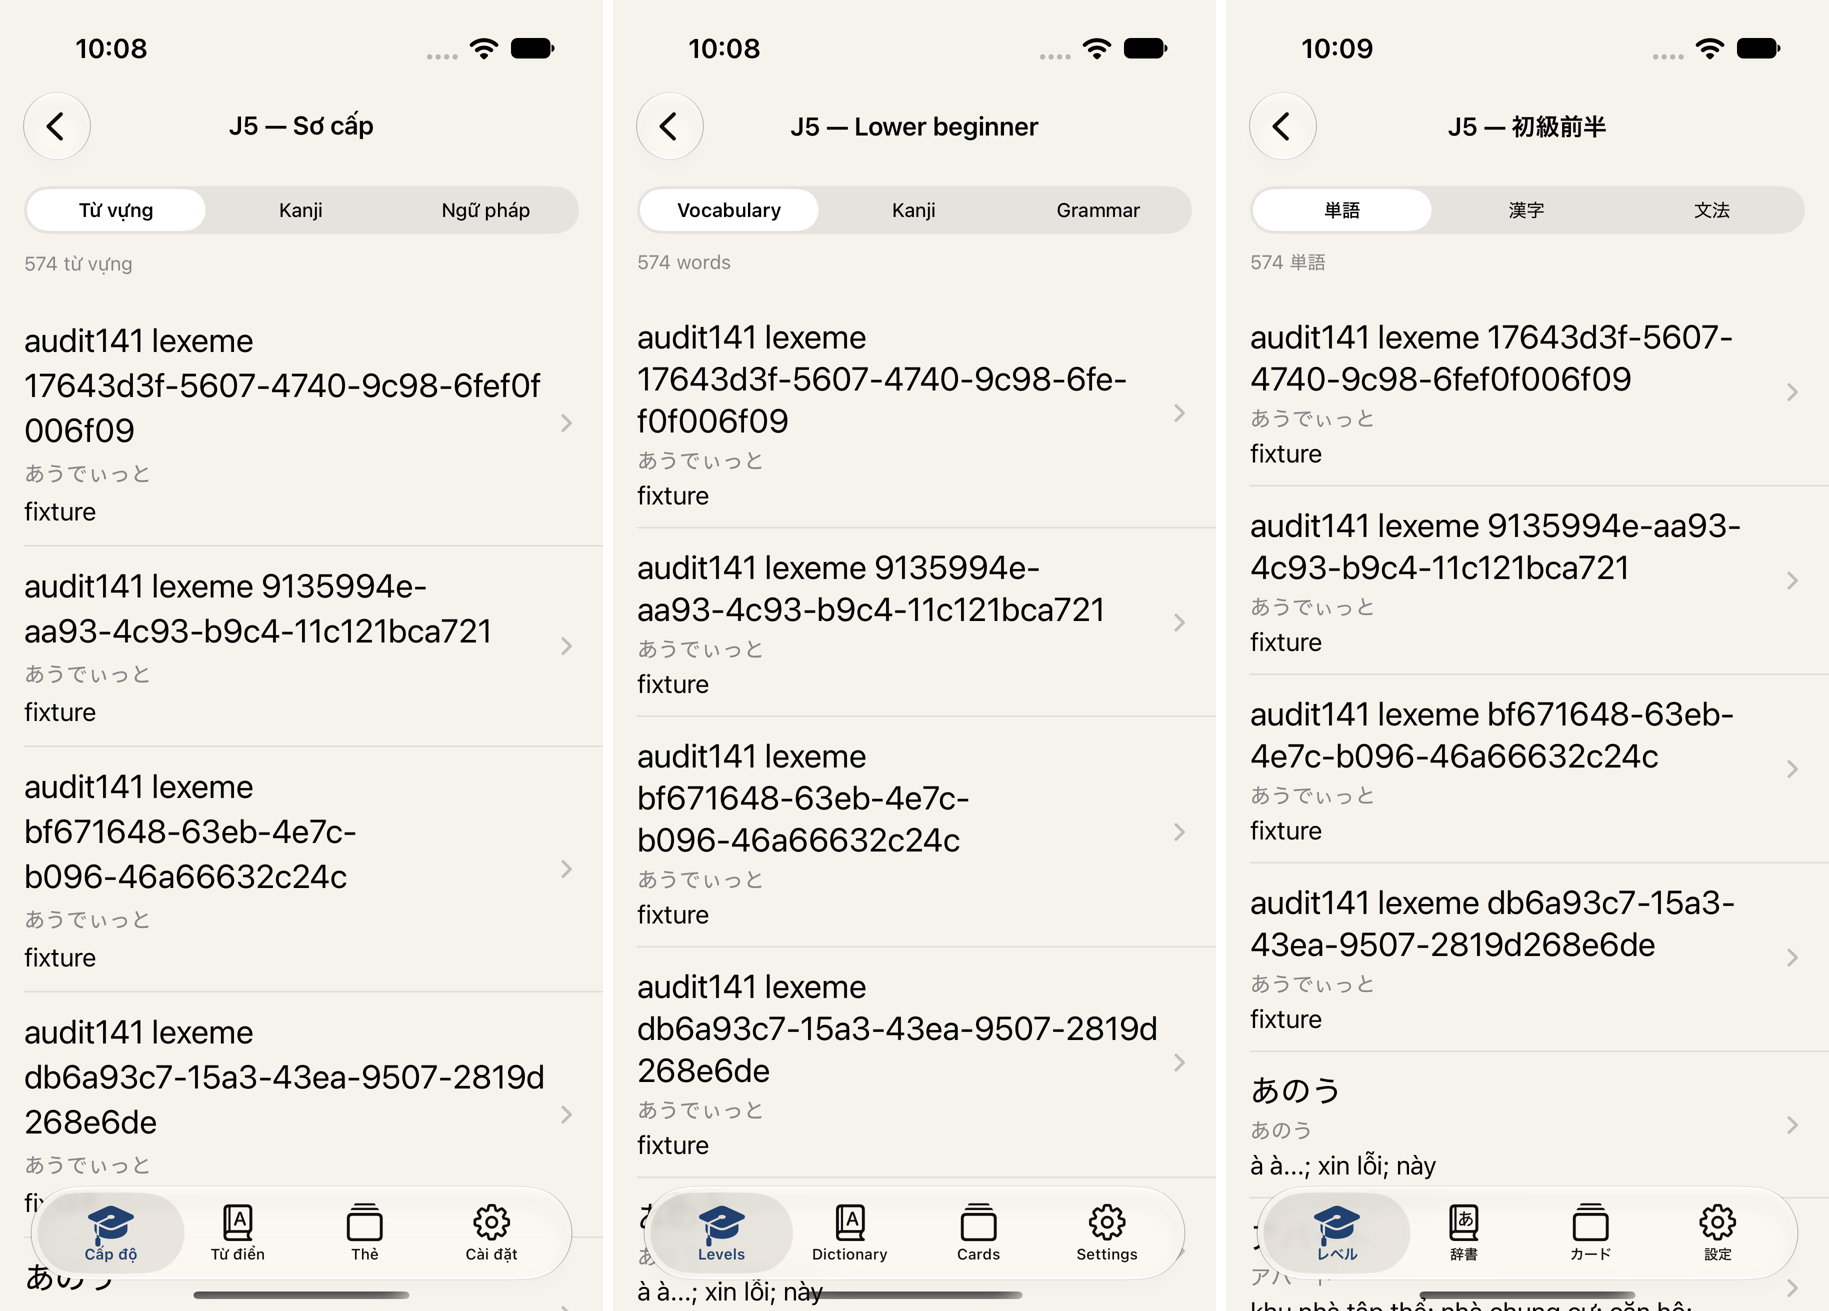 10:08
J5 — Sơ cấp
Từ vựng
Kanji
Ngữ pháp
574 từ vựng
audit141 lexeme
17643d3f-5607-4740-9c98-6fef0f
006f09
あうでぃっと
fixture
audit141 lexeme 9135994e-
aa93-4c93-b9c4-11c121bca721
あうでぃっと
fixture
audit141 lexeme
bf671648-63eb-4e7c-
b096-46a66632c24c
あうでぃっと
fixture
audit141 lexeme
db6a93c7-15a3-43ea-9507-2819d
268e6de
あうでぃっと
Cấp độ
Từ điển
Thẻ
Cài đặt
10:08
J5 — Lower beginner
Vocabulary
Kanji
Grammar
574 words
audit141 lexeme
17643d3f-5607-4740-9c98-6fe-
f0f006f09
あうでぃっと
fixture
audit141 lexeme 9135994e-
aa93-4c93-b9c4-11c121bca721
あうでぃっと
fixture
audit141 lexeme
bf671648-63eb-4e7c-
b096-46a66632c24c
あうでぃっと
fixture
audit141 lexeme
db6a93c7-15a3-43ea-9507-2819d
268e6de
あうでぃっと
fixture
Levels
Dictionary
Cards
Settings
à à...; xin lỗi; này
10:09
J5 — 初級前半
単語
漢字
文法
574 単語
audit141 lexeme 17643d3f-5607-
4740-9c98-6fef0f006f09
あうでぃっと
fixture
audit141 lexeme 9135994e-aa93-
4c93-b9c4-11c121bca721
あうでぃっと
fixture
audit141 lexeme bf671648-63eb-
4e7c-b096-46a66632c24c
あうでぃっと
fixture
audit141 lexeme db6a93c7-15a3-
43ea-9507-2819d268e6de
あうでぃっと
fixture
あのう
あのう
à à...; xin lỗi; này
レベル
辞書
カード
設定